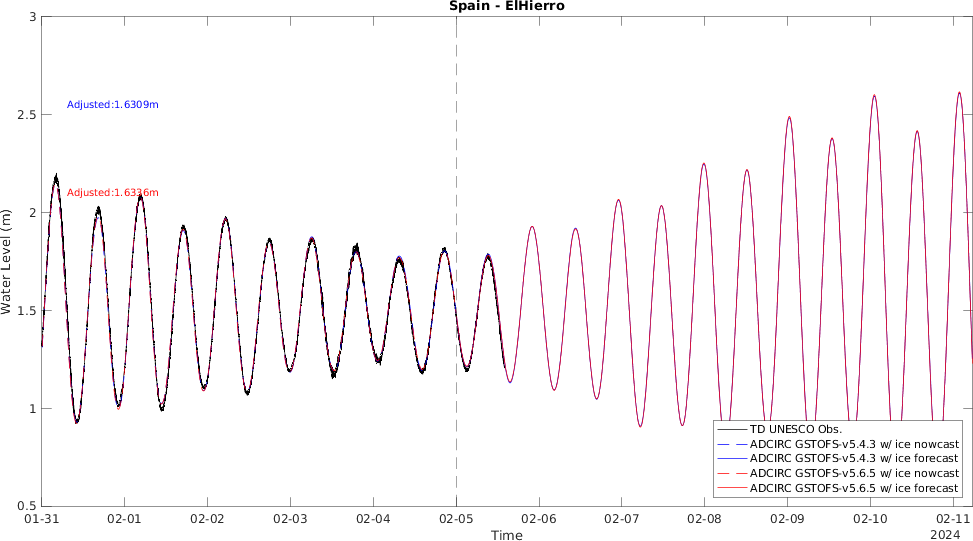 Spain - ElHierro
3
2.5
2
1.5
1
0.5
Water Level (m)
Adjusted:1.6309m
Adjusted:1.6336m
TD UNESCO Obs.
ADCIRC GSTOFS-v5.4.3 w/ ice nowcast
ADCIRC GSTOFS-v5.4.3 w/ ice forecast
ADCIRC GSTOFS-v5.6.5 w/ ice nowcast
ADCIRC GSTOFS-v5.6.5 w/ ice forecast
01-31 02-01 02-02 02-03 02-04 02-05 02-06 02-07 02-08 02-09 02-10 02-11
Time
2024